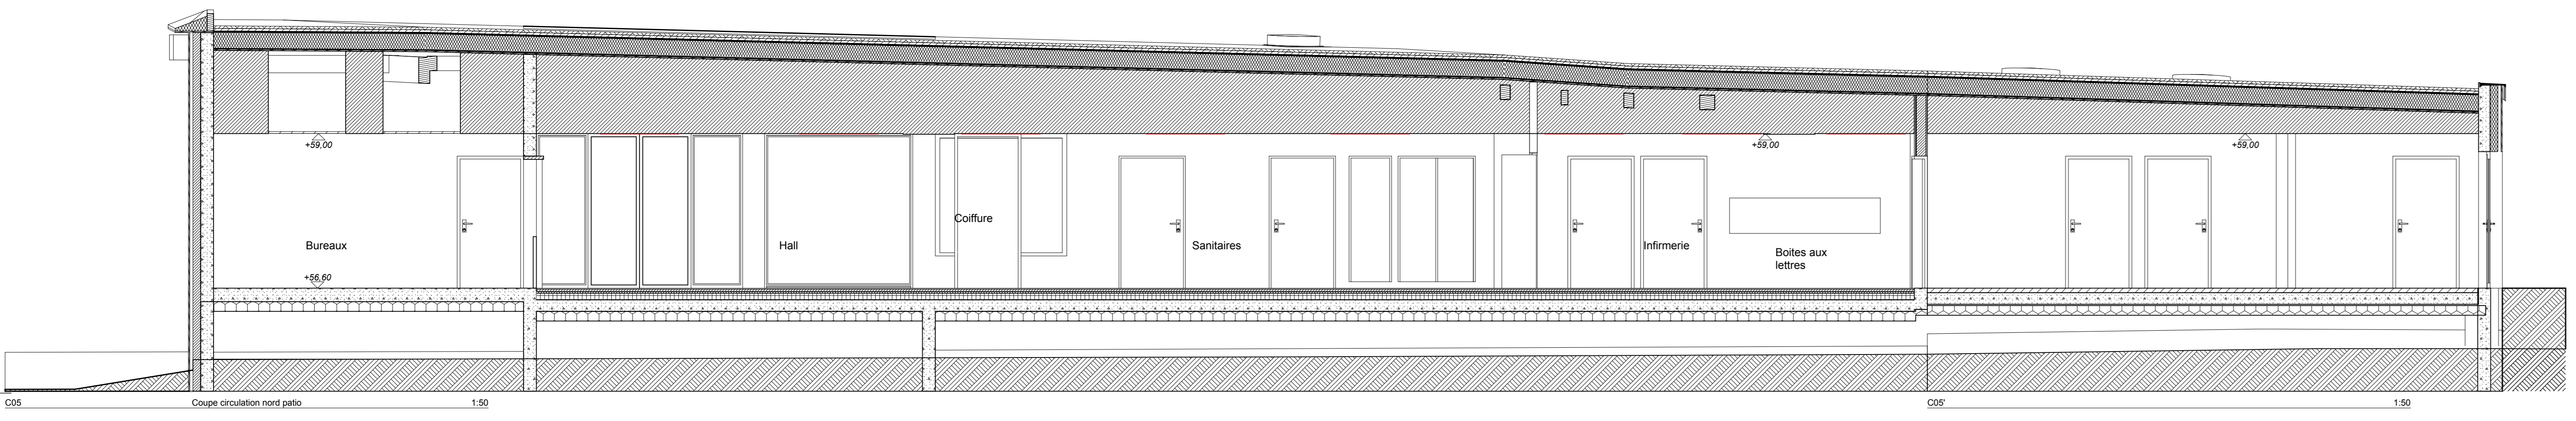 +59,00
+59,00
+59,00
Coiffure
Bureaux
Hall
Sanitaires
Infirmerie
Boites aux
lettres
+56,60
C05
Coupe circulation nord patio
1:50
C05'
1:50